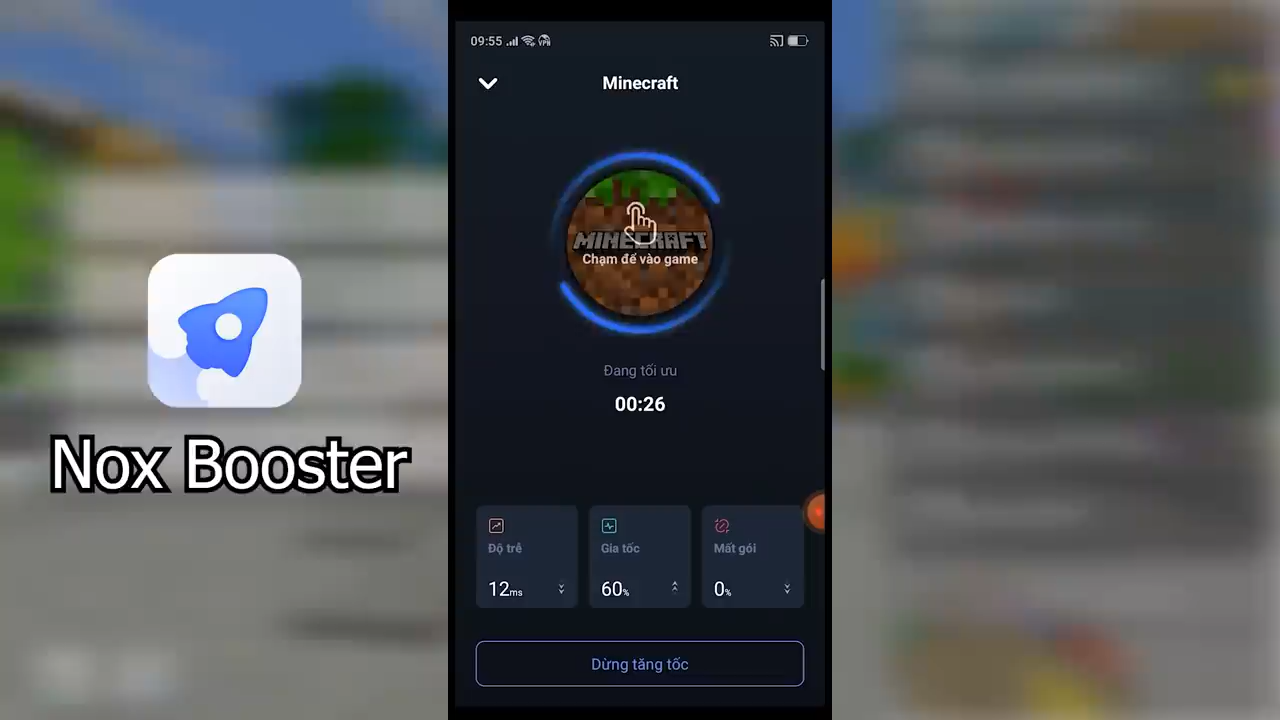 09:55
VPN
Minecraft
MINECRAFT
Chạm để vào game
Đang tối ưu
00:26
Độ trễ
Gia tốc
Mất gói
12ms
60%
0%
Dừng tăng tốc
Nox Booster